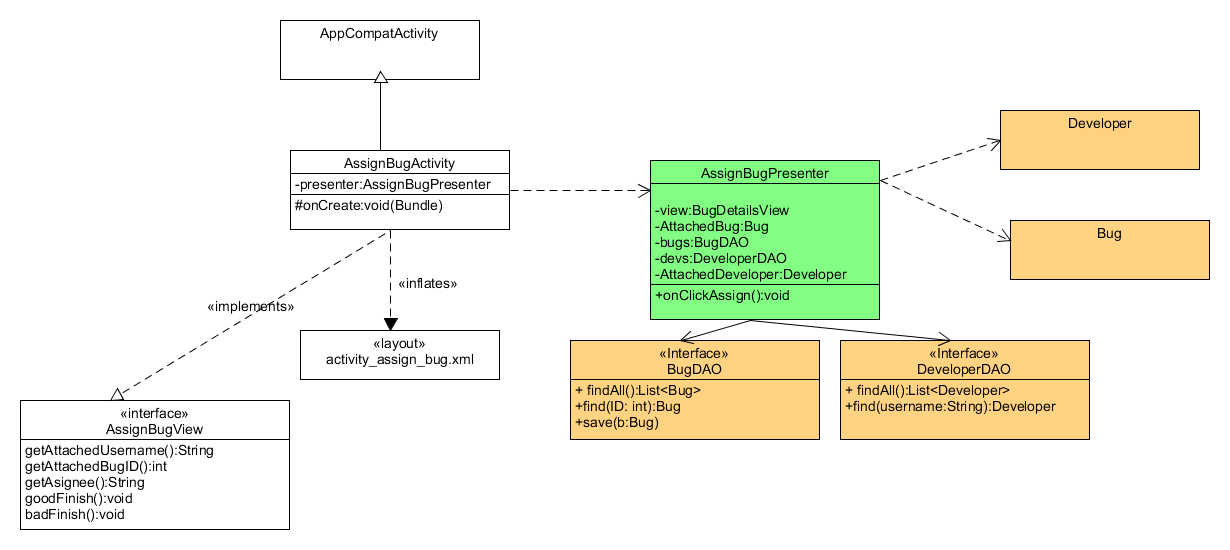 AppCompatActivity
AssignBugActivity
-presenter:AssignBugPresenter
#onCreate:void(Bundle)
AssignBugPresenter
-view:BugDetailsView
-AttachedBug:Bug
-bugs:BugDAO
-devs:DeveloperDAO
-AttachedDeveloper:Developer
+onClickAssign():void
Developer
Bug
«inflates»
«implements»
«layout»
activity_assign_bug.xml
«Interface»
BugDAO
+ findAll():List<Bug>
+find(ID: int):Bug
+save(b:Bug)
«Interface»
DeveloperDAO
+ findAll():List<Developer>
+find(username:String):Developer
«interface»
AssignBugView
getAttachedUsername():String
getAttachedBugID():int
getAsignee():String
goodFinish():void
badFinish():void